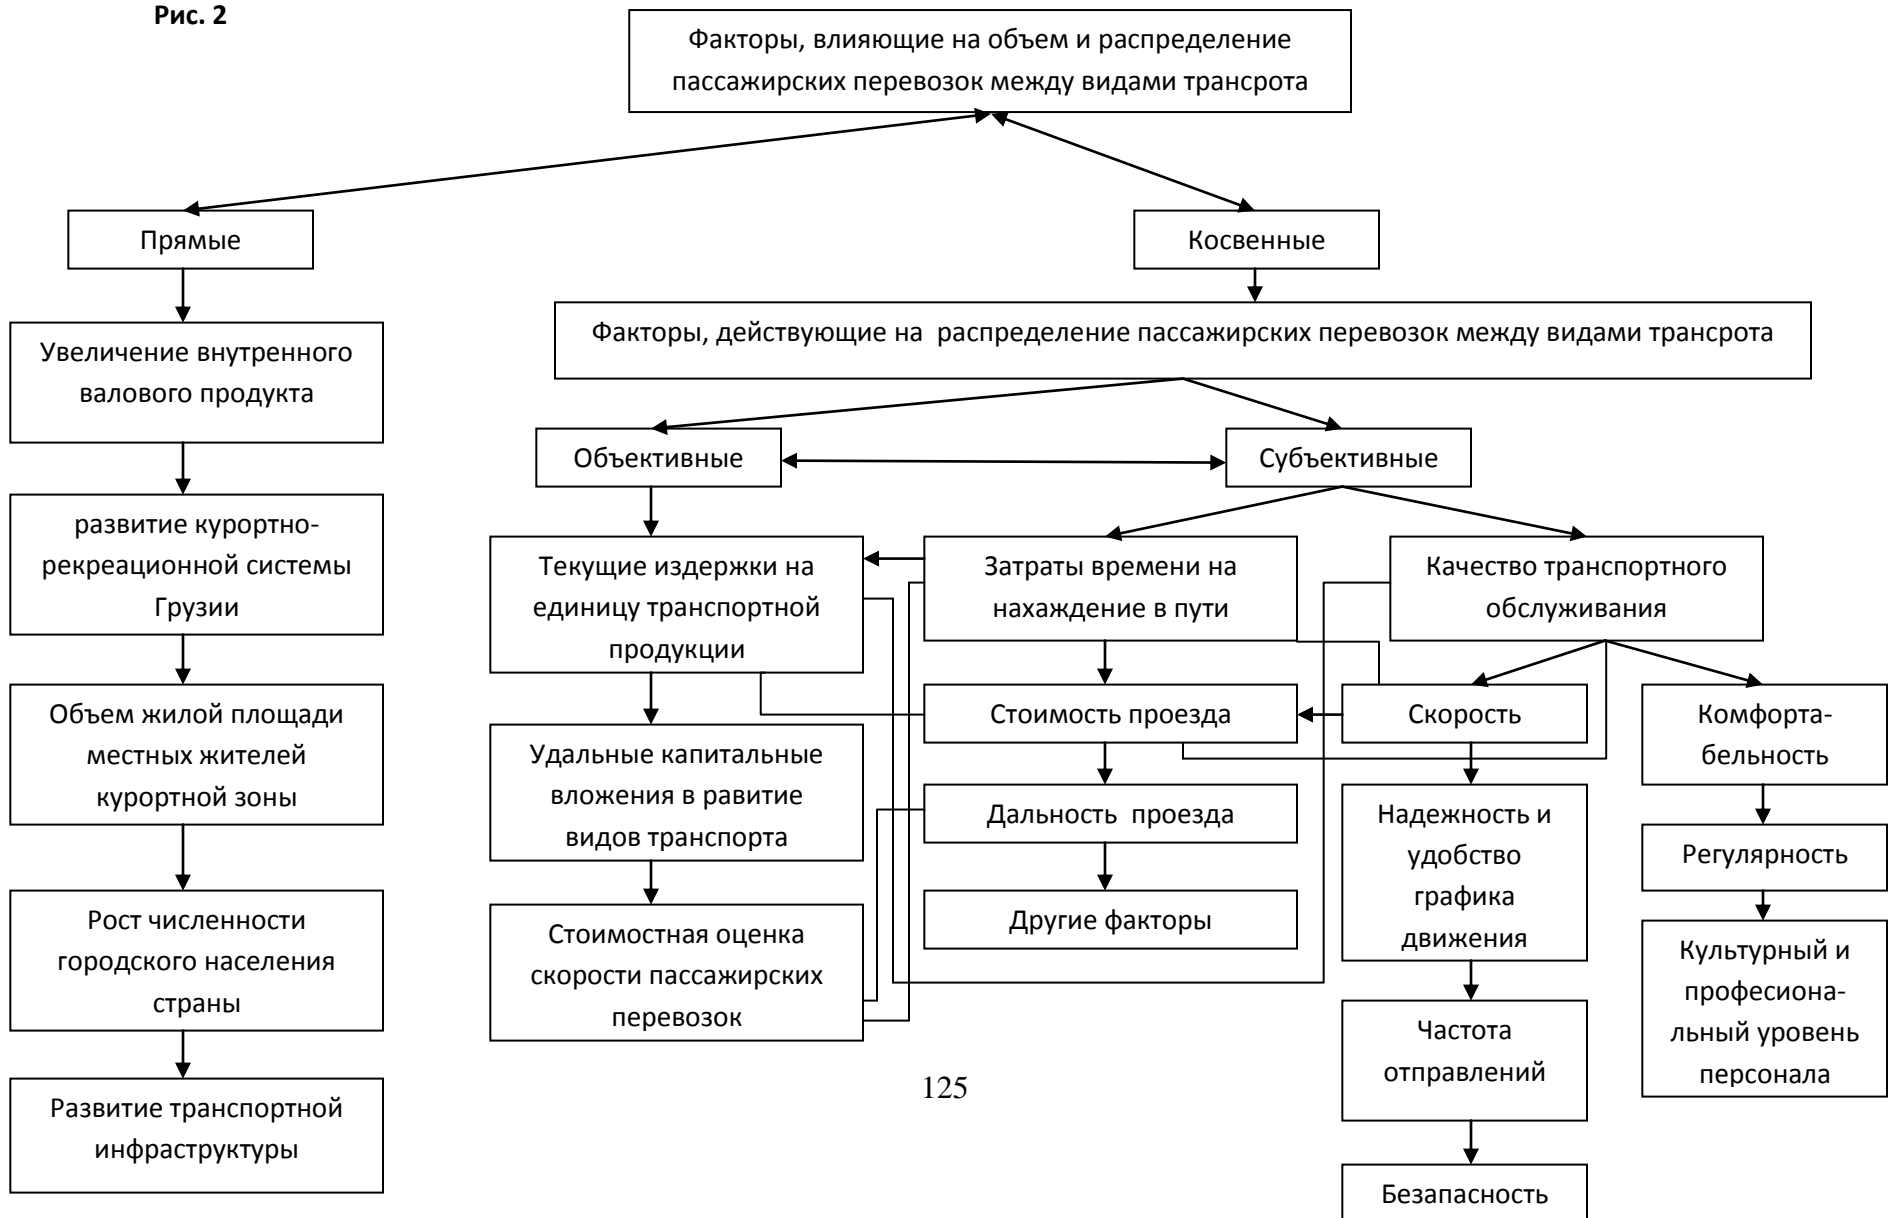 Рис. 2
Факторы, влияющие на объем и распределение
пассажирских перевозок между видами трансрота
Прямые
Косвенные
Увеличение внутренного
валового продукта
развитие курортно-
рекреационной системы
Грузии
Объем жилой площади
местных жителей
курортной зоны
Рост численности
городского населения
страны
Развитие транспортной
инфраструктуры
Факторы, действующие на  распределение пассажирских перевозок между видами трансрота
Объективные
Субъективные
Текущие издержки на
единицу транспортной
продукции
Удальные капитальные
вложения в равитие
видов транспорта
Стоимостная оценка
скорости пассажирских
перевозок
Затраты времени на
нахаждение в пути
Стоимость проезда
Дальность  проезда
Другие факторы
Качество транспортного
обслуживания
Скорость
Надежность и
удобство
графика
движения
Частота
отправлений
Безапасность
Комфорта-
бельность
Регулярность
Культурный и
професиона-
льный уровень
персонала
125